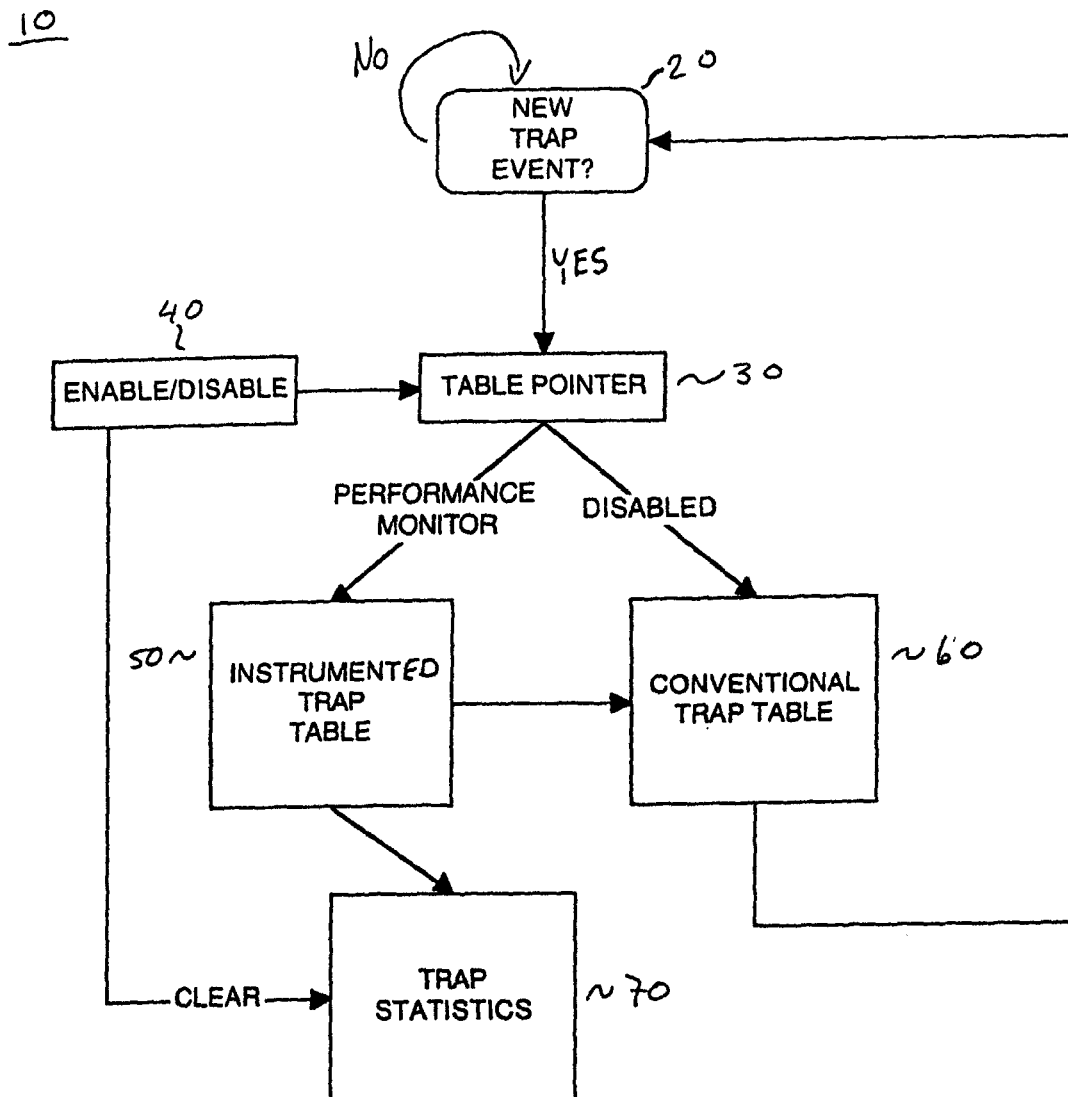 10
No
20
NEW
TRAP
EVENT?
YES
40
ENABLE/DISABLE
TABLE POINTER
~30
PERFORMANCE
MONITOR
DISABLED
50~
INSTRUMENTED
TRAP
TABLE
CONVENTIONAL
TRAP TABLE
~60
CLEAR
TRAP
STATISTICS
~70